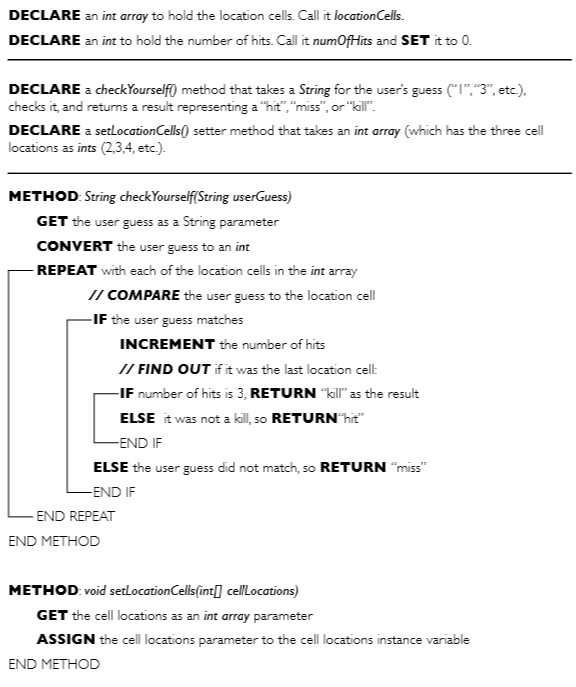 DECLARE an int array to hold the location cells. Call it locationCells.
DECLARE an int to hold the number of hits. Call it numOfHits and SET it to 0.
DECLARE a checkYourself() method that takes a String for the user's guess (“1”, “3”, etc.),
checks it, and returns a result representing a “hit”, “miss”, or “kill”.
DECLARE a setLocationCells() setter method that takes an int array (which has the three cell
locations as ints (2,3,4, etc.).
METHOD: String checkYourself(String userGuess)
GET the user guess as a String parameter
CONVERT the user guess to an int
REPEAT with each of the location cells in the int array
// COMPARE the user guess to the location cell
IF the user guess matches
INCREMENT the number of hits
// FIND OUT if it was the last location cell:
IF number of hits is 3, RETURN “kill” as the result
ELSE it was not a kill, so RETURN“hit”
END IF
ELSE the user guess did not match, so RETURN “miss”
END IF
END REPEAT
END METHOD
METHOD: void setLocationCells(int[] cellLocations)
GET the cell locations as an int array parameter
ASSIGN the cell locations parameter to the cell locations instance variable
END METHOD